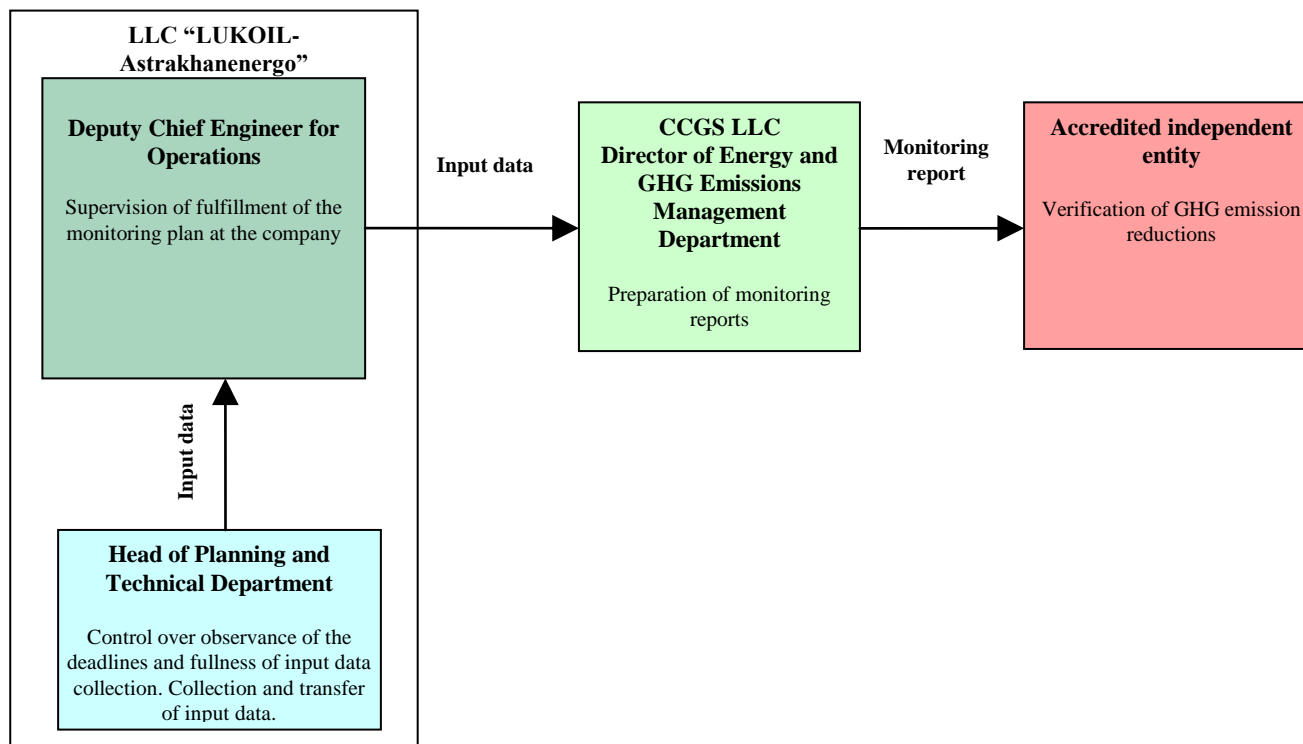 LLC “LUKOIL-
Astrakhanenergo”
Deputy Chief Engineer for
Operations
Supervision of fulfillment of the
monitoring plan at the company
Input data
CCGS LLC
Director of Energy and
GHG Emissions
Management
Department
Preparation of monitoring
reports
Monitoring
report
Accredited independent
entity
Verification of GHG emission
reductions
Input data
Head of Planning and
Technical Department
Control over observance of the
deadlines and fullness of input data
collection. Collection and transfer
of input data.